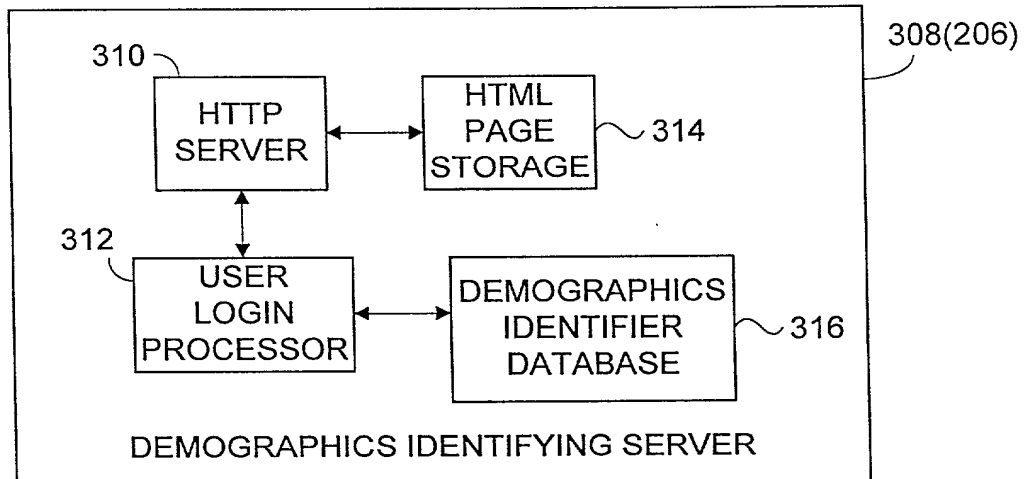 308(206)
310
HTTP
SERVER
HTML
PAGE
STORAGE
314
312
USER
LOGIN
PROCESSOR
DEMOGRAPHICS
IDENTIFIER
DATABASE
316
DEMOGRAPHICS IDENTIFYING SERVER